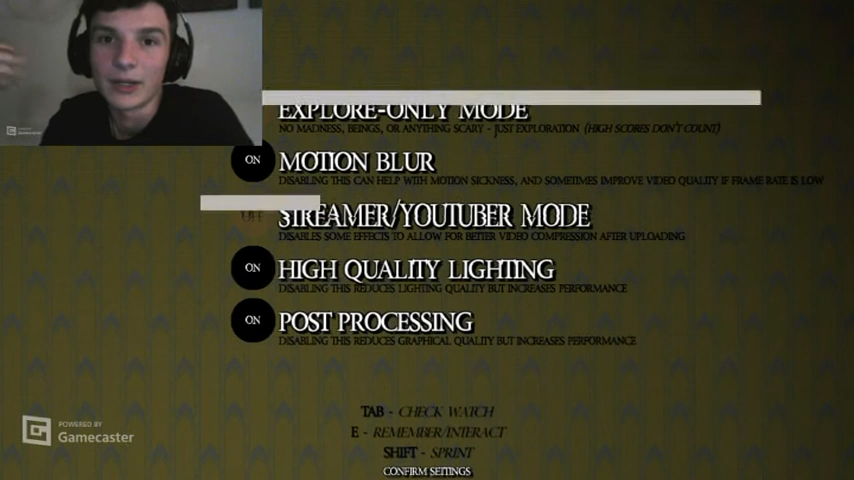 EXPLORE-ONLY MODE
NO MADNESS, BEINGS, OR ANYTHING SCARY - JUST EXPLORATION (HIGH SCORES DON'T COUNT)
ON MOTION BLUR
DISABLING THIS CAN HELP WITH MOTION SICKNESS, AND SOMETIMES IMPROVE VIDEO QUALITY IF FRAME RATE IS LOW
OFF STREAMER/YOUTUBER MODE
DISABLES SOME EFFECTS TO ALLOW FOR BETTER VIDEO COMPRESSION AFTER UPLOADING
ON HIGH QUALITY LIGHTING
DISABLING THIS REDUCES LIGHTING QUALITY BUT INCREASES PERFORMANCE
ON POST PROCESSING
DISABLING THIS REDUCES GRAPHICAL QUALITY BUT INCREASES PERFORMANCE
TAB - CHECK WATCH
E - REMEMBER/INTERACT
SHIFT - SPRINT
CONFIRM SETTINGS
POWERED BY
Gamecaster
Gamecaster